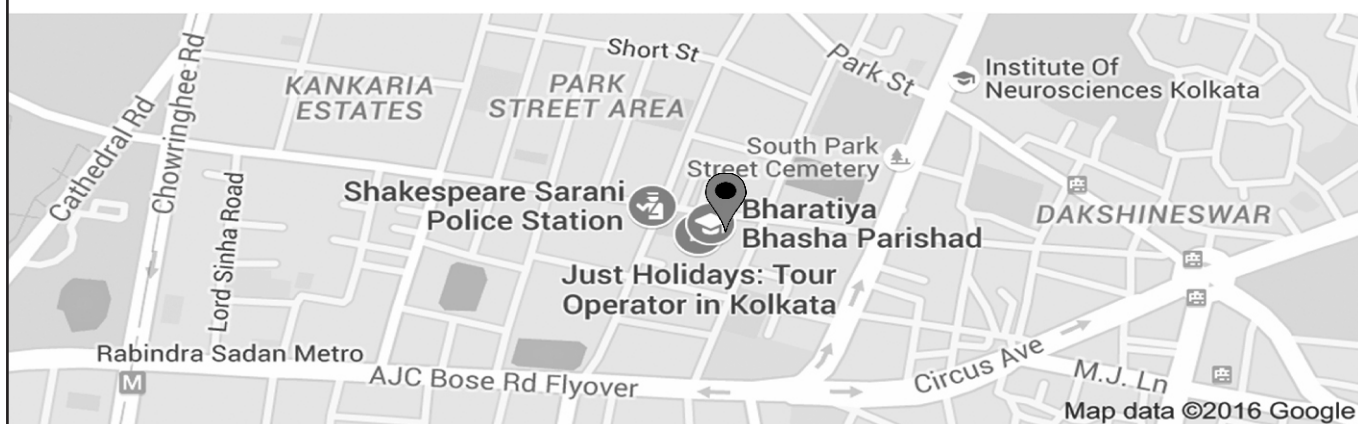 Short St
Park St
Institute Of
Neurosciences Kolkata
KANKARIA
ESTATES
PARK
STREET AREA
Cathedral Rd
Chowringhee Rd
South Park
Street Cemetery
Lord Sinha Road
Shakespeare Sarani
Police Station
Bharatiya
Bhasha Parishad
DAKSHINESWAR
Just Holidays: Tour
Operator in Kolkata
Rabindra Sadan Metro
M
AJC Bose Rd Flyover
Circus Ave
M.J. Ln
Map data ©2016 Google